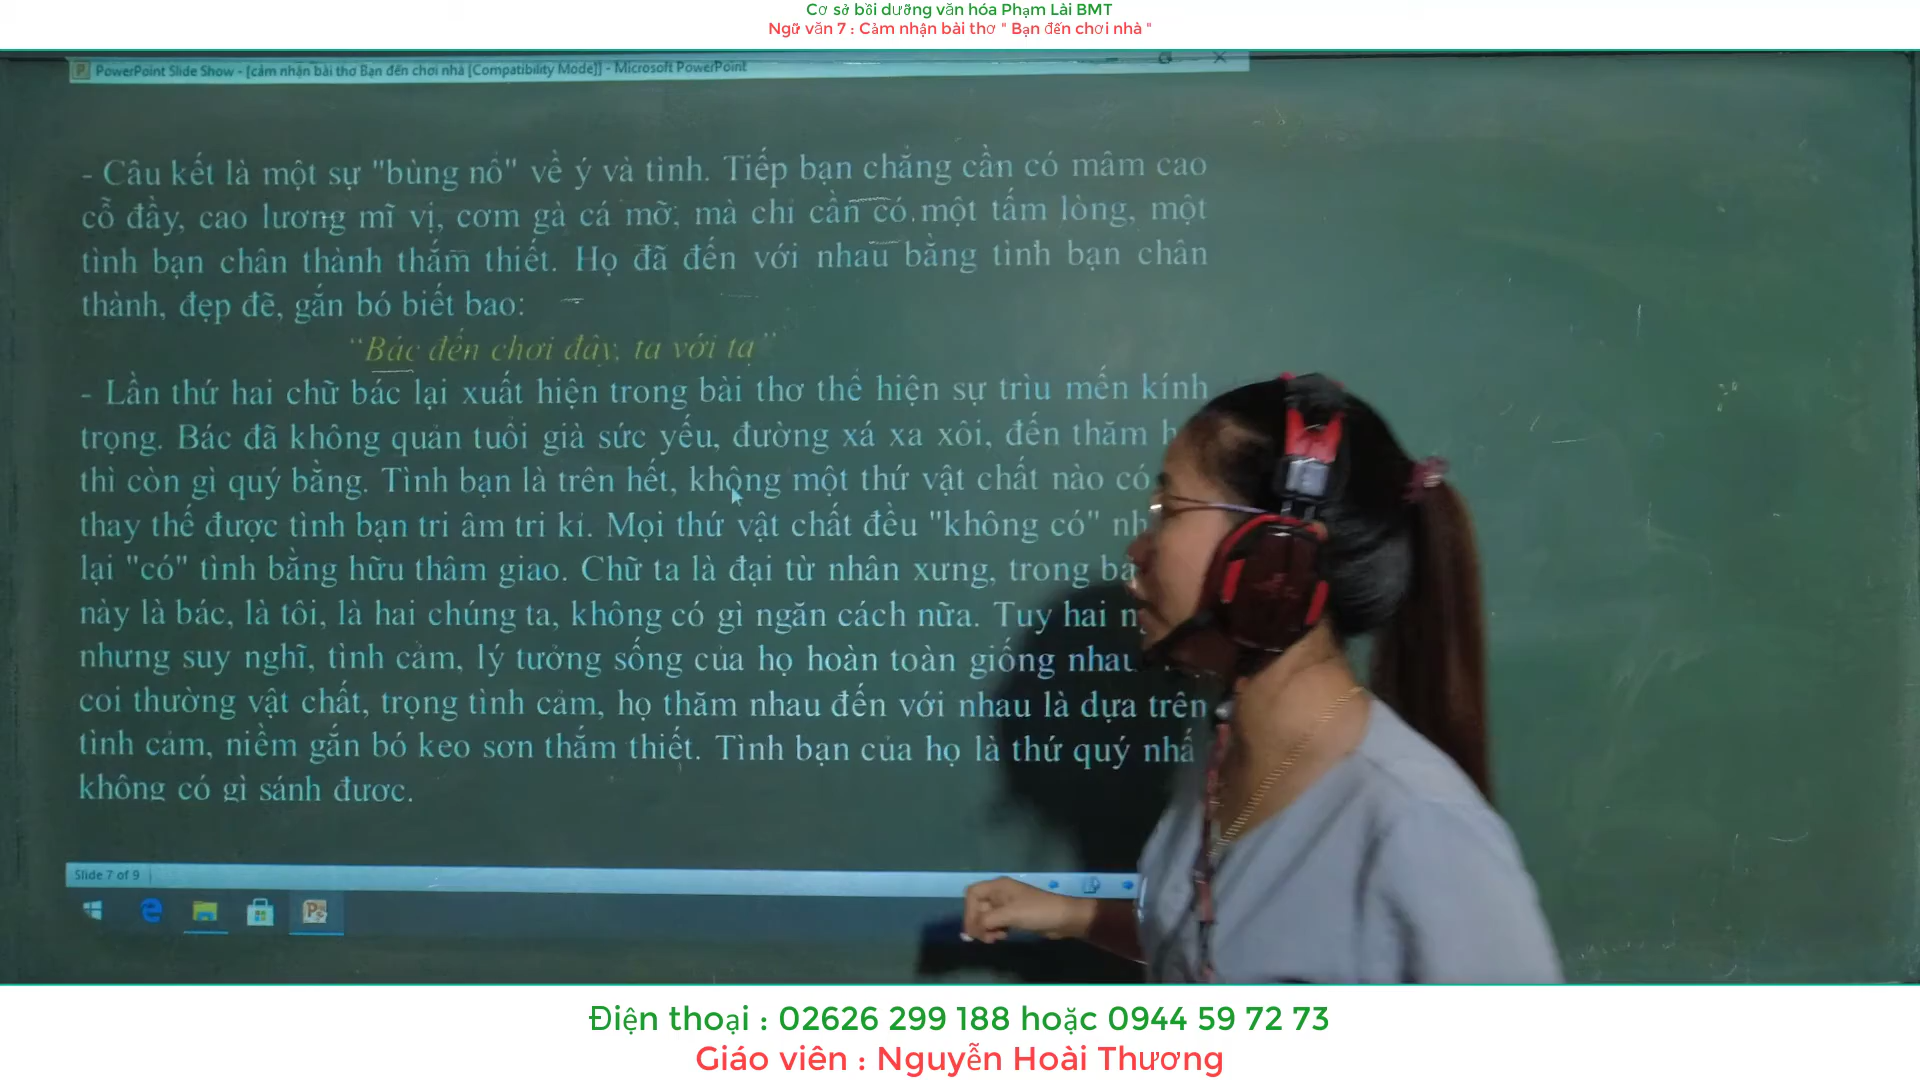 Cơ sở bồi dưỡng văn hóa Phạm Lài BMT
Ngữ văn 7 : Cảm nhận bài thơ " Bạn đến chơi nhà "
PowerPoint Slide Show - [cảm nhận bài thơ Bạn đến chơi nhà [Compatibility Mode]] - Microsoft PowerPoint
- Câu kết là một sự "bùng nổ" về ý và tình. Tiếp bạn chẳng cần có mâm cao
cỗ đầy, cao lương mĩ vị, cơm gà cá mỡ, mà chỉ cần có một tấm lòng, một
tình bạn chân thành thắm thiết. Họ đã đến với nhau bằng tình bạn chân
thành, đẹp đẽ, gắn bó biết bao:
"Bác đến chơi đây, ta với ta"
- Lần thứ hai chữ bác lại xuất hiện trong bài thơ thể hiện sự trìu mến kính
trọng. Bác đã không quản tuổi già sức yếu, đường xá xa xôi, đến thăm
thì còn gì quý bằng. Tình bạn là trên hết, không một thứ vật chất nào có
thay thế được tình bạn tri âm tri kỉ. Mọi thứ vật chất đều "không có"
lại "có" tình bằng hữu thâm giao. Chữ ta là đại từ nhân xưng, trong
này là bác, là tôi, là hai chúng ta, không có gì ngăn cách nữa. Tuy hai
nhưng suy nghĩ, tình cảm, lý tưởng sống của họ hoàn toàn giống nhau
coi thường vật chất, trọng tình cảm, họ thăm nhau đến với nhau là dựa trên
tình cảm, niềm gắn bó keo sơn thắm thiết. Tình bạn của họ là thứ quý
không có gì sánh được.
Slide 7 of 9
Điện thoại : 02626 299 188 hoặc 0944 59 72 73
Giáo viên : Nguyễn Hoài Thương